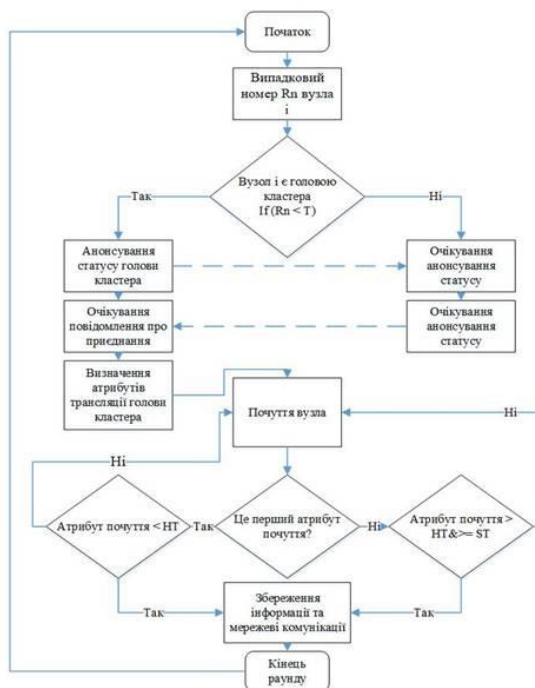 Початок
Випадковий
номер Rn вузла
i
Вузол і є головою
кластера
If (Rn < T)
Так
Ні
Анонсування
статусу голови
кластера
Очікування
анонсування
статусу
Очікування
повідомлення про
приєднання
Очікування
анонсування
статусу
Визначення
атрибутів
трансляції голови
кластера
Почуття вузла
Ні
Ні
Атрибут почуття < HT
Так
Це перший атрибут
почуття?
Ні
Атрибут почуття >
HT&>= ST
Так
Збереження
інформації та
мережеві комунікації
Так
Кінець
раунду